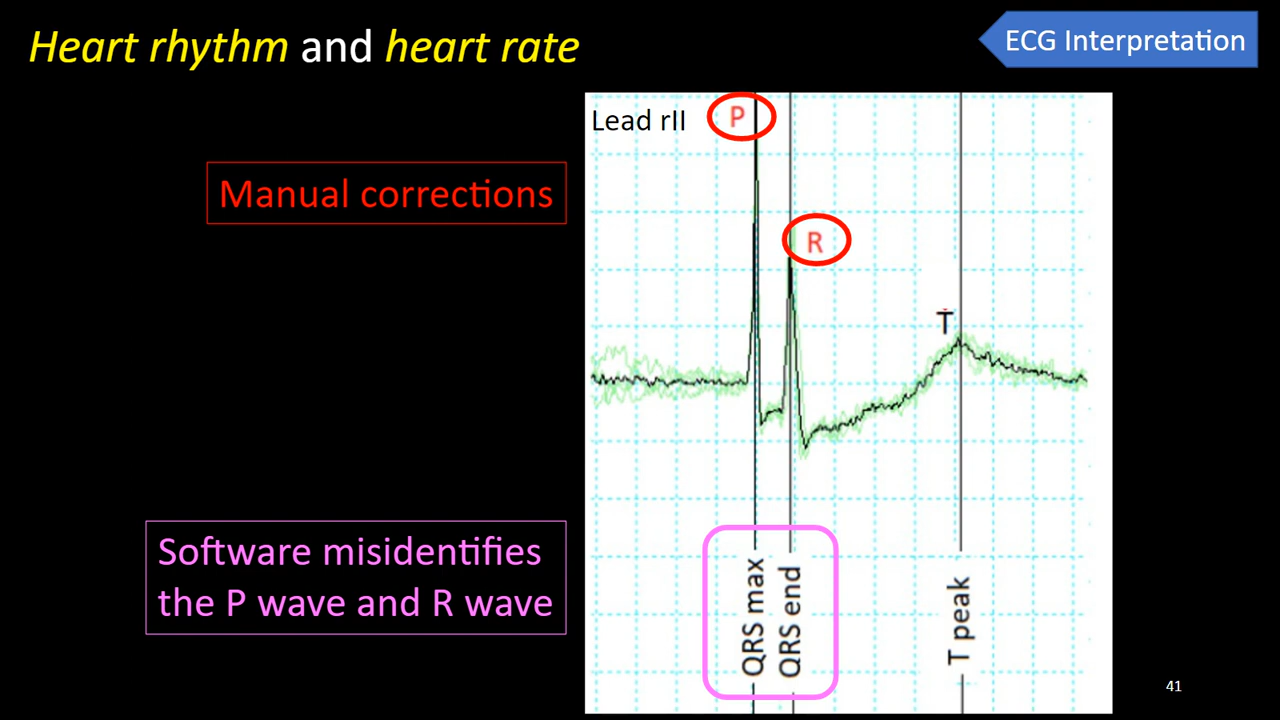 Heart rhythm and heart rate
ECG Interpretation
Lead rII
P
Manual corrections
R
T
Software misidentifies
the P wave and R wave
QRS max
QRS end
T peak
41